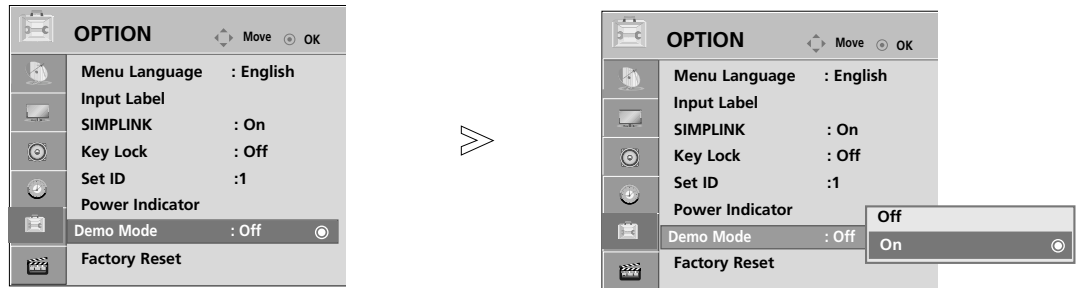 OPTION Move OK
Menu Language : English
Input Label
SIMPLINK : On
Key Lock : Off
Set ID :1
Power Indicator
Demo Mode : Off
Factory Reset
OPTION Move OK
Menu Language : English
Input Label
SIMPLINK : On
Key Lock : Off
Set ID :1
Power Indicator
Demo Mode : Off
Factory Reset
Off
On